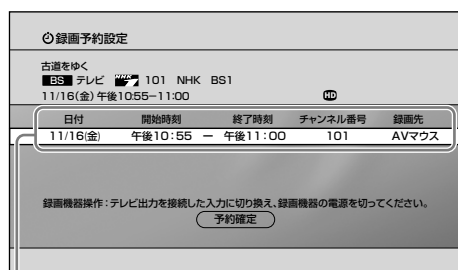 録画予約設定
古道をゆく
BS テレビ NHK 101 NHK BS1
11/16(金)午後10:55−11:00 HD
日付 開始時刻 終了時刻 チャンネル番号 録画先
11/16(金) 午後10:55 − 午後11:00 101 AVマウス
録画機器操作:テレビ出力を接続した入力に切り換え、録画機器の電源を切ってください。
予約確定